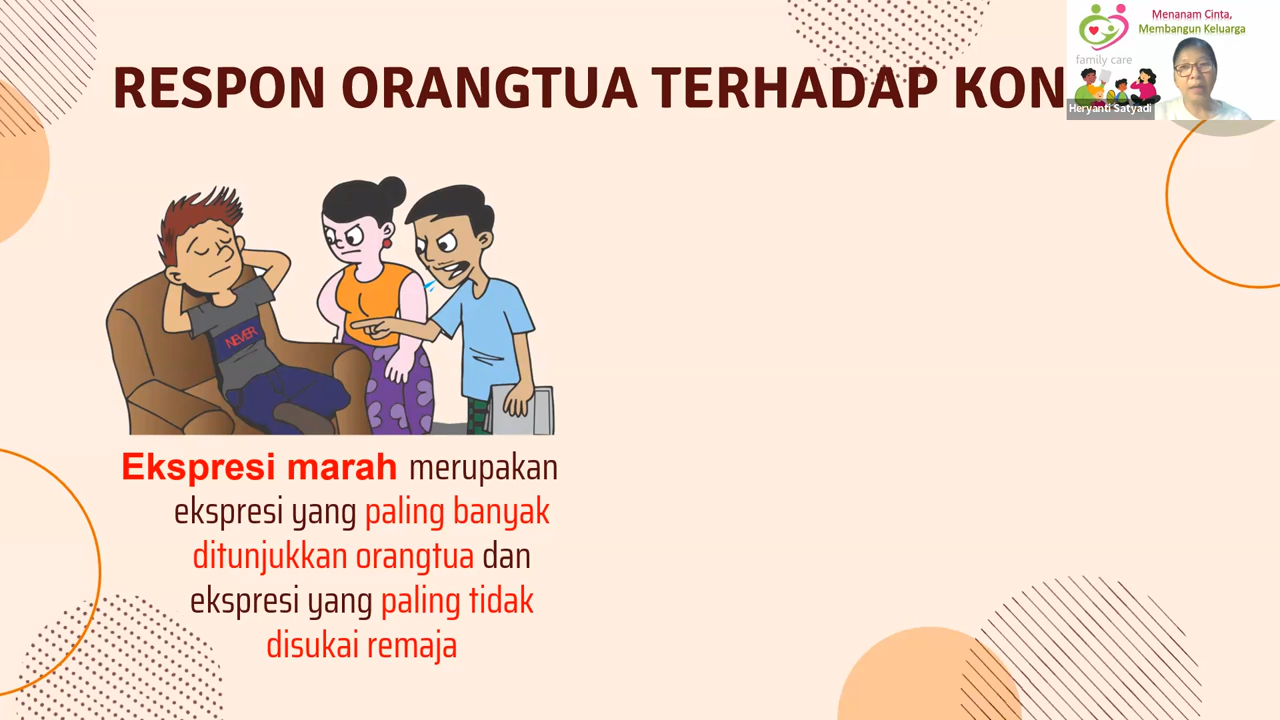 RESPON ORANGTUA TERHADAP KON
Menanam Cinta,
Membangun Keluarga
family care
Heryanti Satyadi
NEVER
Ekspresi marah merupakan
ekspresi yang paling banyak
ditunjukkan orangtua dan
ekspresi yang paling tidak
disukai remaja